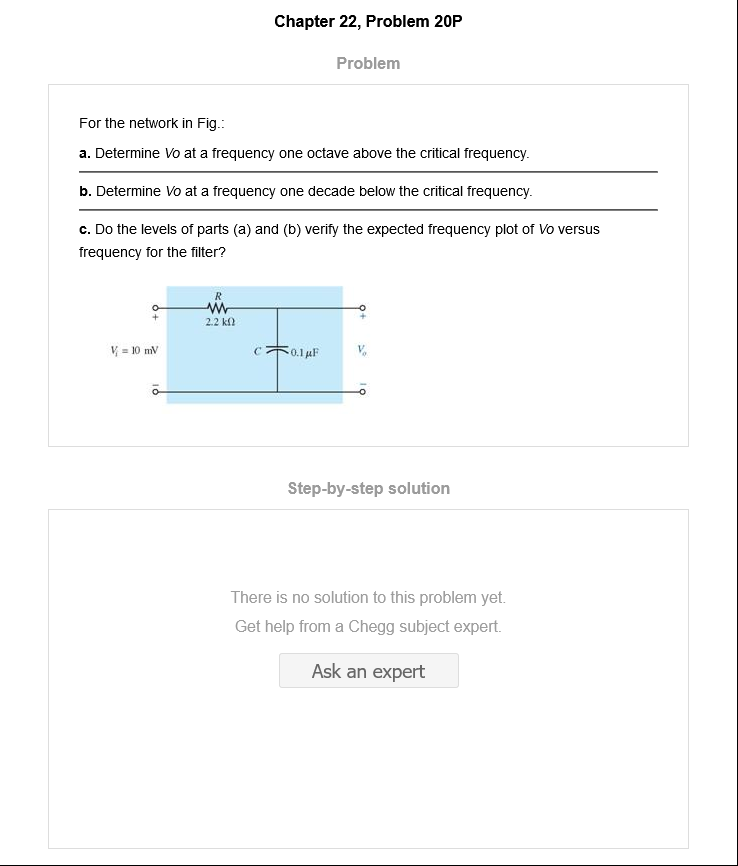 Chapter 22, Problem 20P
Problem
For the network in Fig.:
a. Determine Vo at a frequency one octave above the critical frequency.
b. Determine Vo at a frequency one decade below the critical frequency.
c. Do the levels of parts (a) and (b) verify the expected frequency plot of Vo versus
frequency for the filter?
R
+
+
2.2 kΩ
Vi = 10 mV
C
0.1 μF
Vo
−
−
Step-by-step solution
There is no solution to this problem yet.
Get help from a Chegg subject expert.
Ask an expert